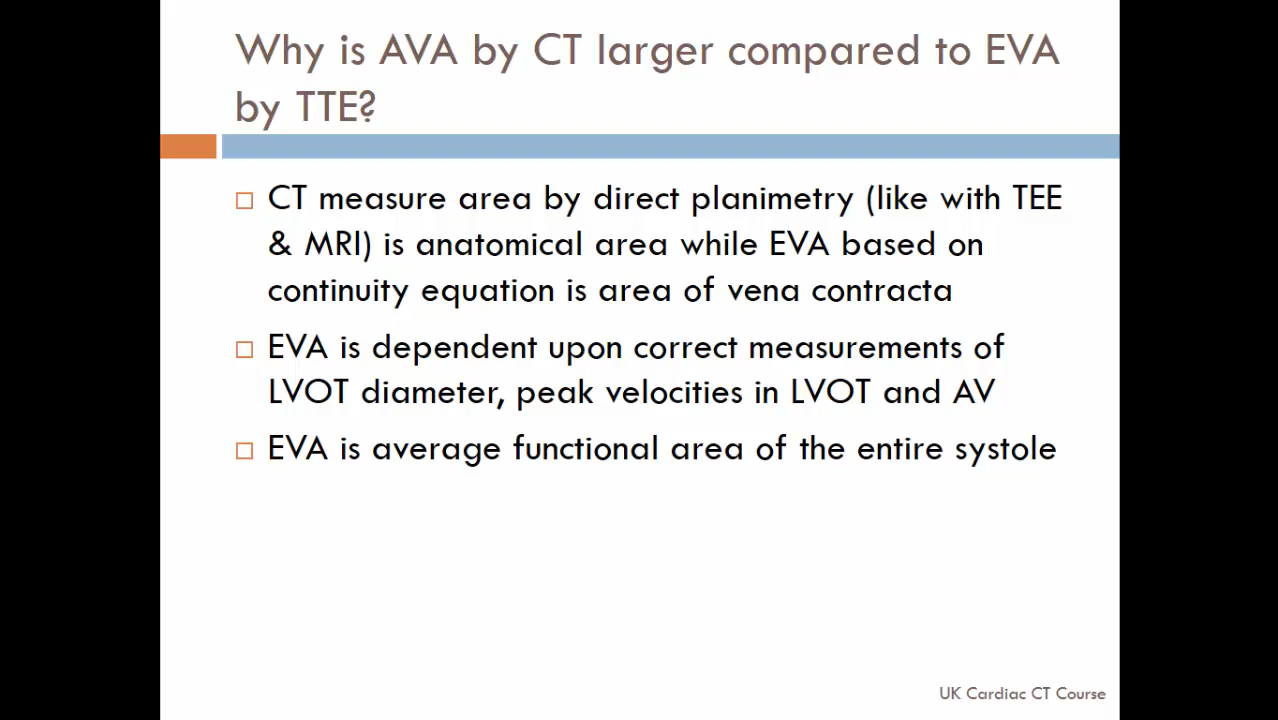 Why is AVA by CT larger compared to EVA
by TTE?
CT measure area by direct planimetry (like with TEE
& MRI) is anatomical area while EVA based on
continuity equation is area of vena contracta
EVA is dependent upon correct measurements of
LVOT diameter, peak velocities in LVOT and AV
EVA is average functional area of the entire systole
UK Cardiac CT Course